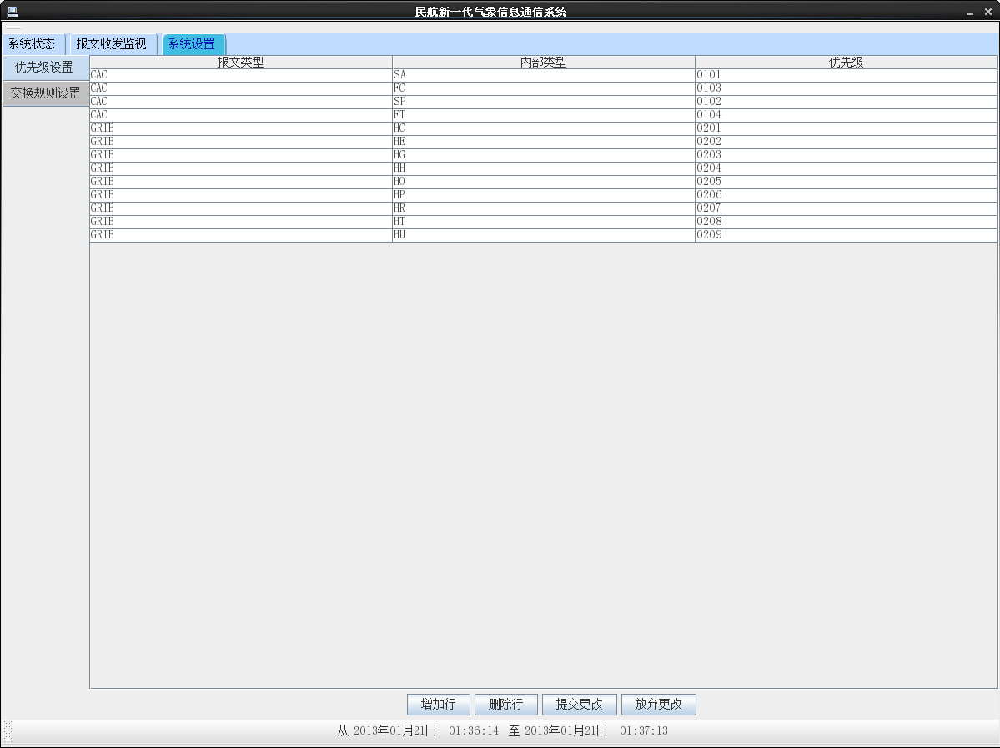 民航新一代气象信息通信系统
系统状态 报文收发监视 系统设置
优先级设置
交换规则设置
报文类型 内部类型 优先级
CAC SA 0101
CAC FC 0103
CAC SP 0102
CAC FT 0104
GRIB HC 0201
GRIB HE 0202
GRIB HG 0203
GRIB HH 0204
GRIB HO 0205
GRIB HP 0206
GRIB HR 0207
GRIB HT 0208
GRIB HU 0209
增加行 删除行 提交更改 放弃更改
从 2013年01月21日 01:36:14 至 2013年01月21日 01:37:13